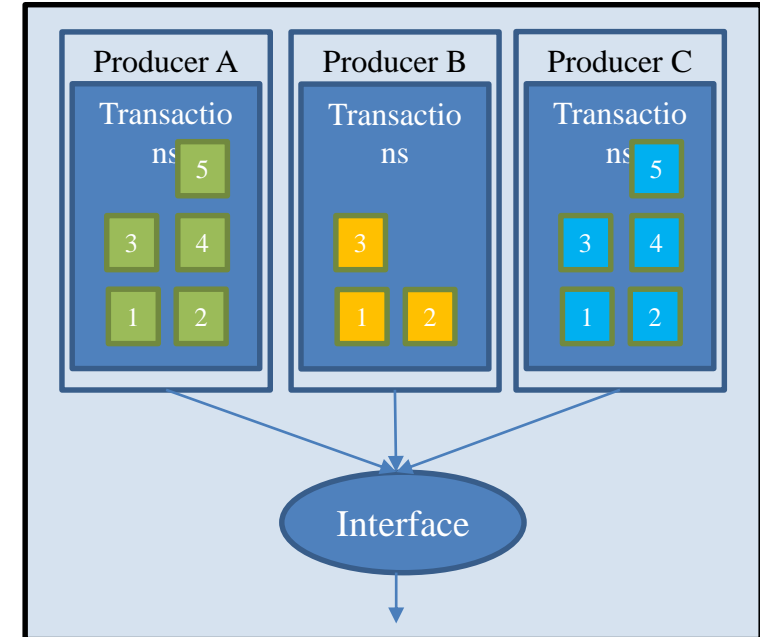 Producer A
Transactio
ns
5
3 4
1 2
Producer B
Transactio
ns
3
1 2
Producer C
Transactio
ns
5
3 4
1 2
Interface